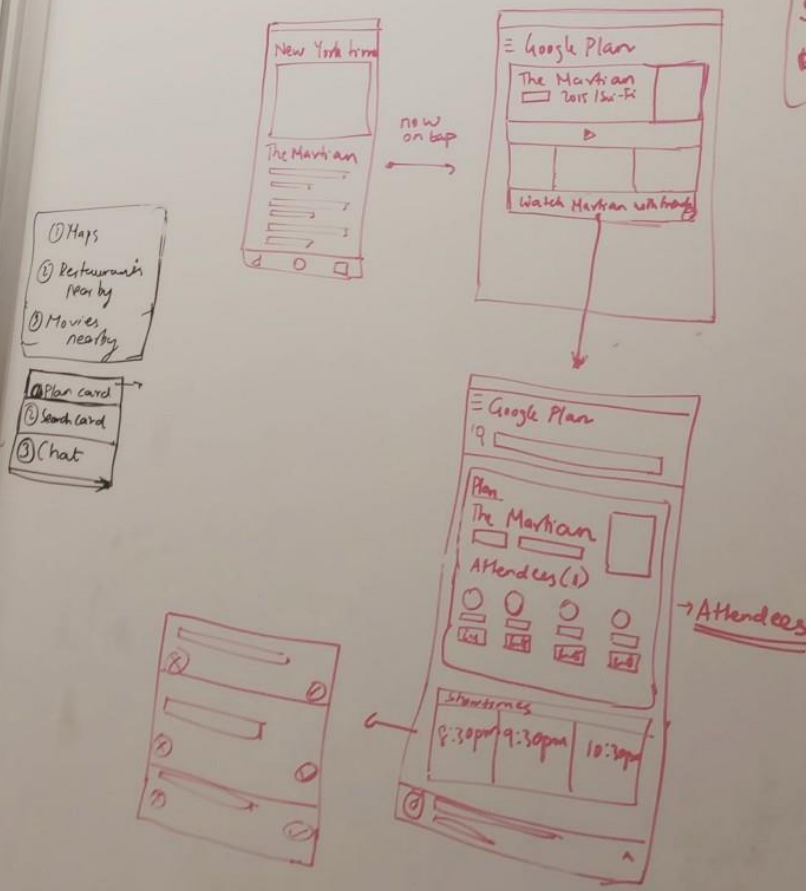 New York time
The Martian
now
on tap
Google Plan
The Martian
2015 / Sci-Fi
Watch Martian with friends
① Maps
② Restaurants
nearby
③ Movies
nearby
Plan card
② Search card
③ Chat
Google Plan
Plan
The Martian
Attendees (1)
→ Attendees
Showtimes
8:30pm 9:30pm 10:30pm